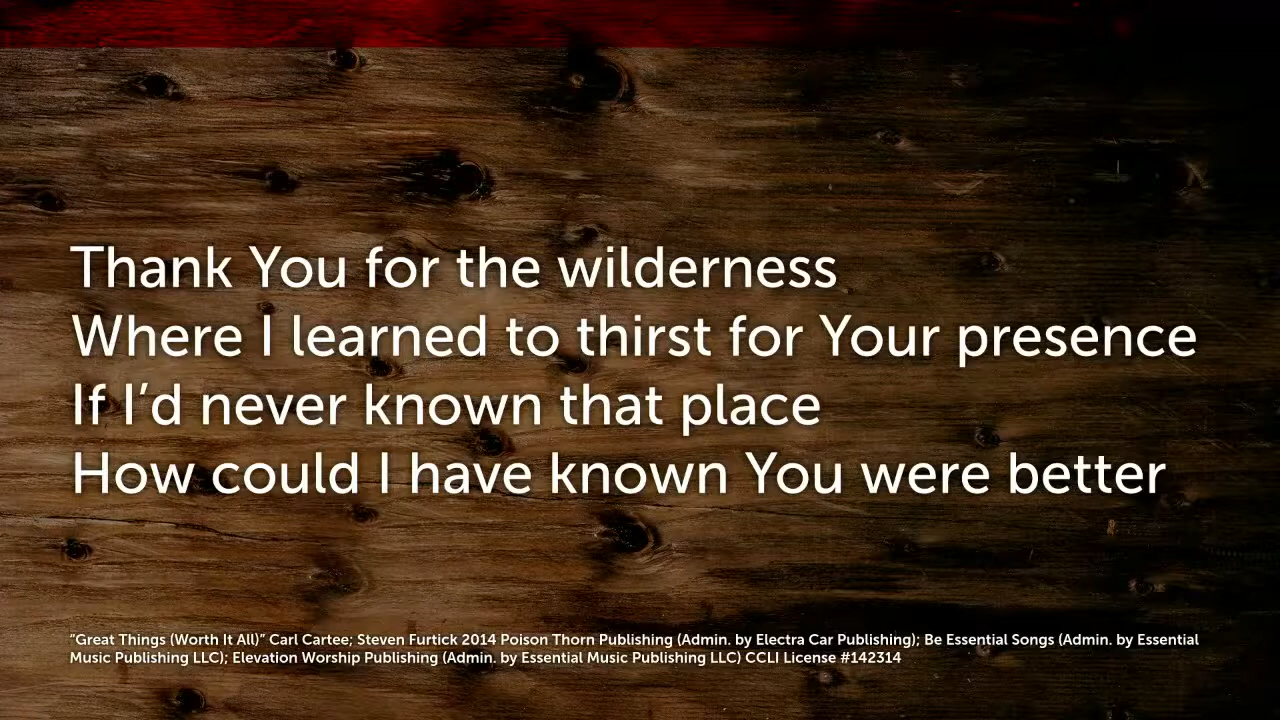 Thank You for the wilderness
Where I learned to thirst for Your presence
If I’d never known that place
How could I have known You were better
“Great Things (Worth It All)” Carl Cartee; Steven Furtick 2014 Poison Thorn Publishing (Admin. by Electra Car Publishing); Be Essential Songs (Admin. by Essential
Music Publishing LLC); Elevation Worship Publishing (Admin. by Essential Music Publishing LLC) CCLI License #142314